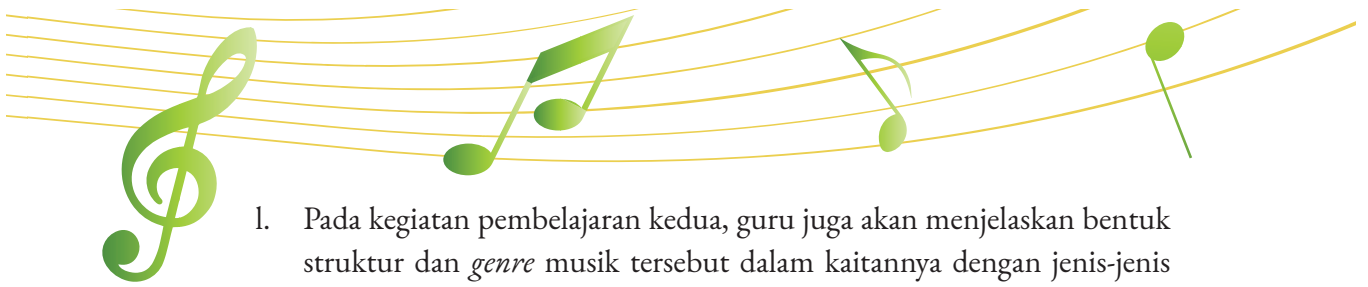 l. Pada kegiatan pembelajaran kedua, guru juga akan menjelaskan bentuk
struktur dan genre musik tersebut dalam kaitannya dengan jenis-jenis